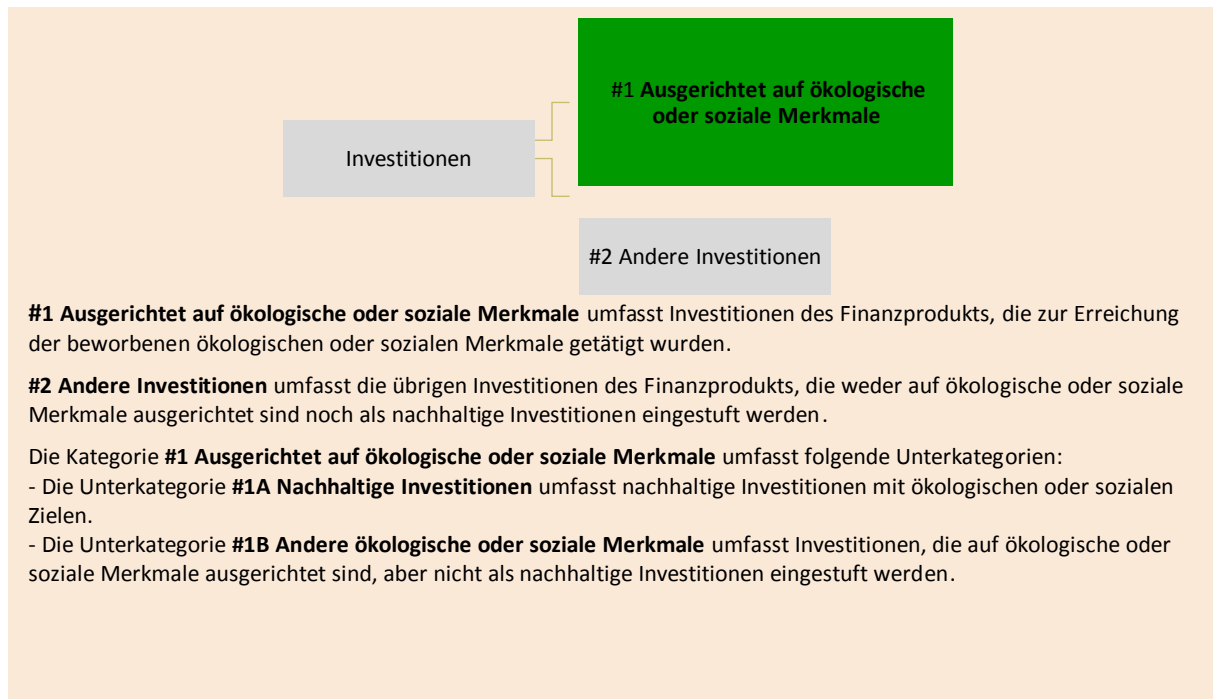 #1 Ausgerichtet auf ökologische
oder soziale Merkmale
Investitionen
#2 Andere Investitionen
#1 Ausgerichtet auf ökologische oder soziale Merkmale umfasst Investitionen des Finanzprodukts, die zur Erreichung
der beworbenen ökologischen oder sozialen Merkmale getätigt wurden.
#2 Andere Investitionen umfasst die übrigen Investitionen des Finanzprodukts, die weder auf ökologische oder soziale
Merkmale ausgerichtet sind noch als nachhaltige Investitionen eingestuft werden.
Die Kategorie #1 Ausgerichtet auf ökologische oder soziale Merkmale umfasst folgende Unterkategorien:
- Die Unterkategorie #1A Nachhaltige Investitionen umfasst nachhaltige Investitionen mit ökologischen oder sozialen
Zielen.
- Die Unterkategorie #1B Andere ökologische oder soziale Merkmale umfasst Investitionen, die auf ökologische oder
soziale Merkmale ausgerichtet sind, aber nicht als nachhaltige Investitionen eingestuft werden.